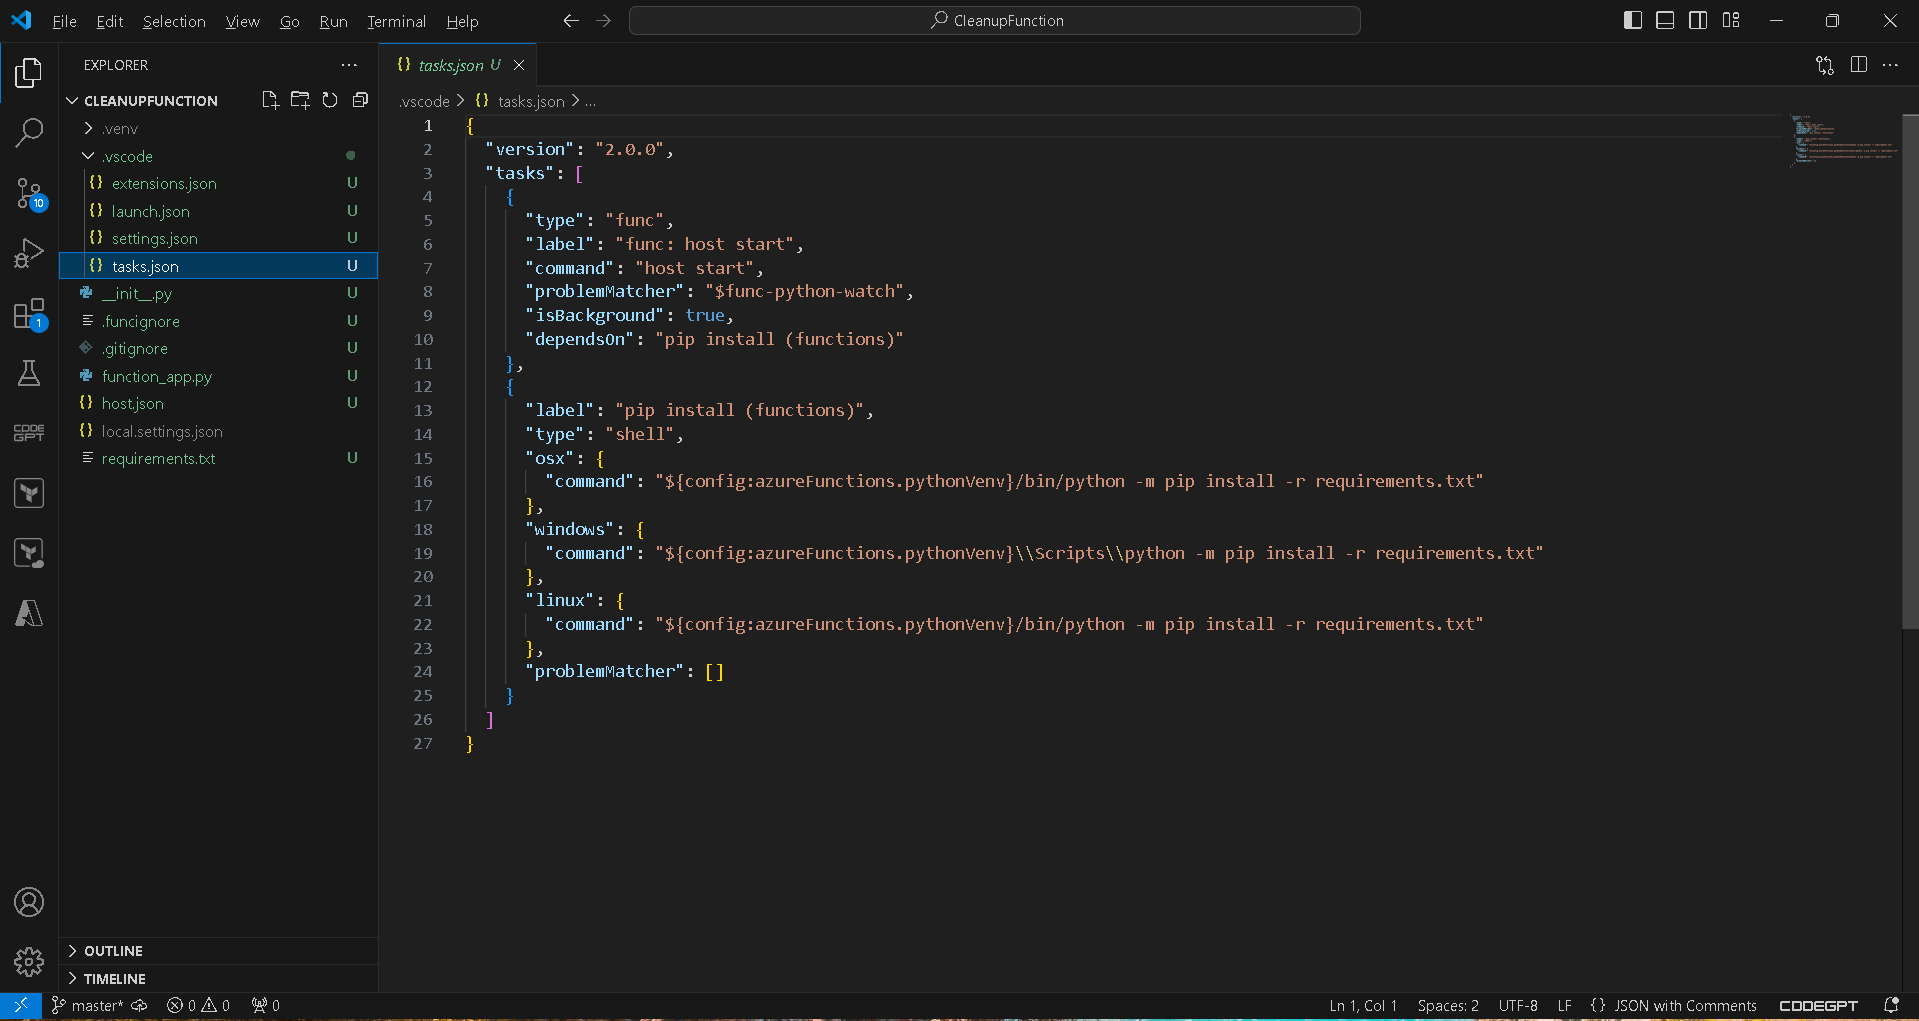 File Edit Selection View Go Run Terminal Help
CleanupFunction
EXPLORER
CLEANUPFUNCTION
.venv
.vscode
extensions.json U
launch.json U
settings.json U
tasks.json U
__init__.py U
.funcignore U
.gitignore U
function_app.py U
host.json U
local.settings.json
requirements.txt U
10
1
CODE
GPT
OUTLINE
TIMELINE
tasks.json U
.vscode > {} tasks.json > ...
1 {
2 "version": "2.0.0",
3 "tasks": [
4 {
5 "type": "func",
6 "label": "func: host start",
7 "command": "host start",
8 "problemMatcher": "$func-python-watch",
9 "isBackground": true,
10 "dependsOn": "pip install (functions)"
11 },
12 {
13 "label": "pip install (functions)",
14 "type": "shell",
15 "osx": {
16 "command": "${config:azureFunctions.pythonVenv}/bin/python -m pip install -r requirements.txt"
17 },
18 "windows": {
19 "command": "${config:azureFunctions.pythonVenv}\\Scripts\\python -m pip install -r requirements.txt"
20 },
21 "linux": {
22 "command": "${config:azureFunctions.pythonVenv}/bin/python -m pip install -r requirements.txt"
23 },
24 "problemMatcher": []
25 }
26 ]
27 }
master* 0 0 0
Ln 1, Col 1 Spaces: 2 UTF-8 LF {} JSON with Comments CODEGPT